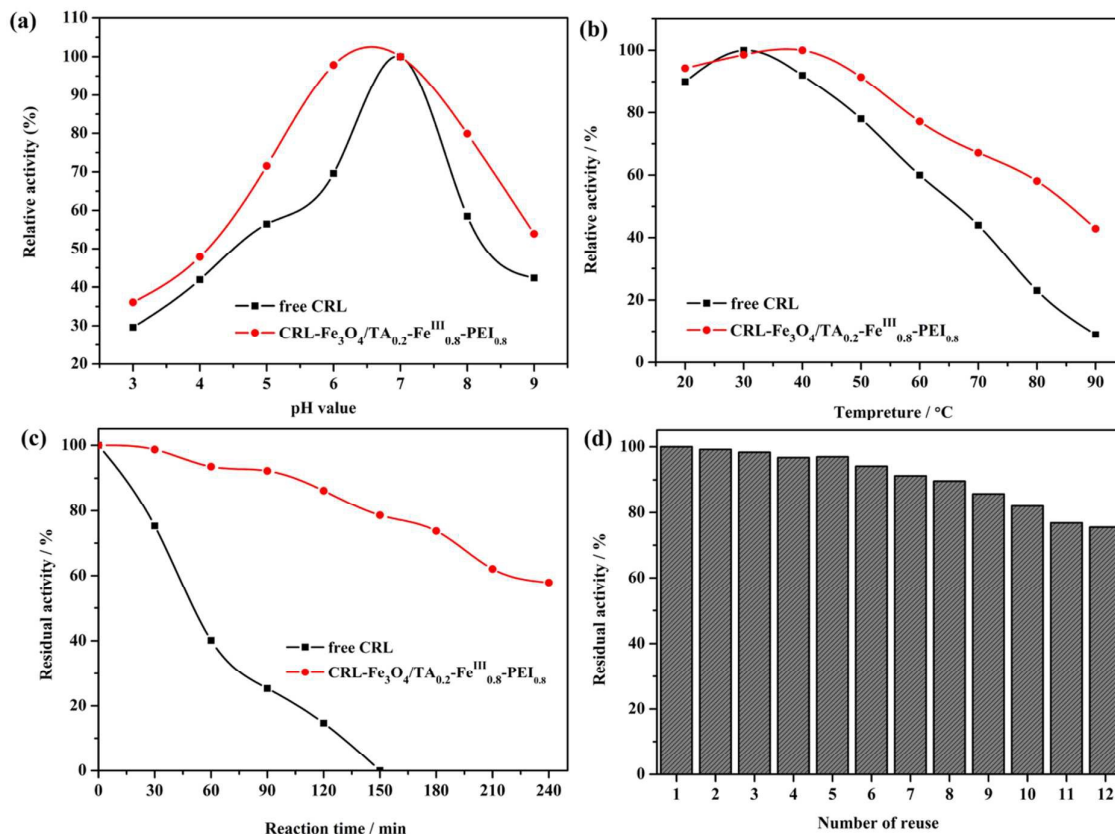 (a)
Relative activity (%)
110
100
90
80
70
60
50
40
30
20
3 4 5 6 7 8 9
pH value
free CRL
CRL-Fe₃O₄/TA₀.₂-Feᴵᴵᴵ₀.₈-PEI₀.₈
(b)
Relative activity / %
100
80
60
40
20
0
20 30 40 50 60 70 80 90
Tempreture / °C
free CRL
CRL-Fe₃O₄/TA₀.₂-Feᴵᴵᴵ₀.₈-PEI₀.₈
(c)
Residual activity / %
100
80
60
40
20
0
0 30 60 90 120 150 180 210 240
Reaction time / min
free CRL
CRL-Fe₃O₄/TA₀.₂-Feᴵᴵᴵ₀.₈-PEI₀.₈
(d)
Residual activity / %
100
80
60
40
20
0
1 2 3 4 5 6 7 8 9 10 11 12
Number of reuse